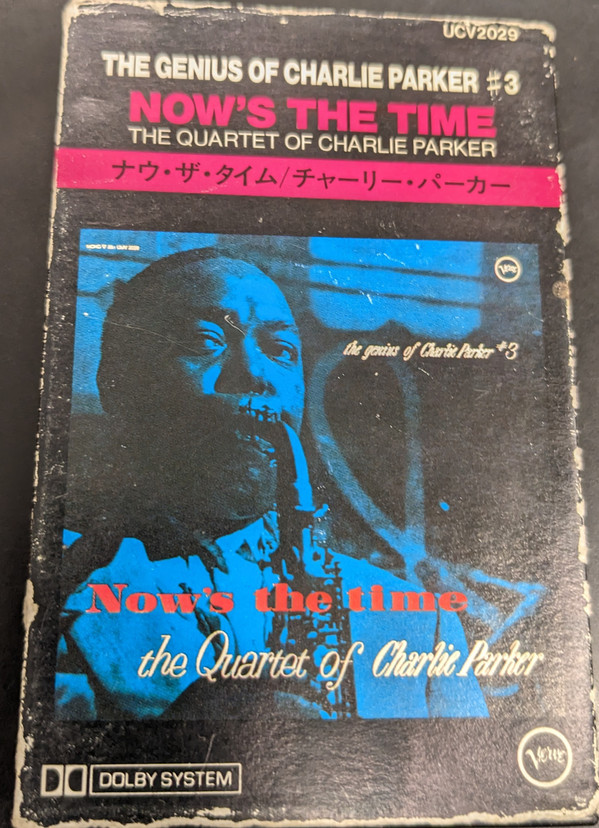 UCV2029
THE GENIUS OF CHARLIE PARKER #3
NOW'S THE TIME
THE QUARTET OF CHARLIE PARKER
ナウ・ザ・タイム/チャーリー・パーカー
Verve
the genius of Charlie Parker #3
Now's the time
the Quartet of Charlie Parker
DOLBY SYSTEM
Verve